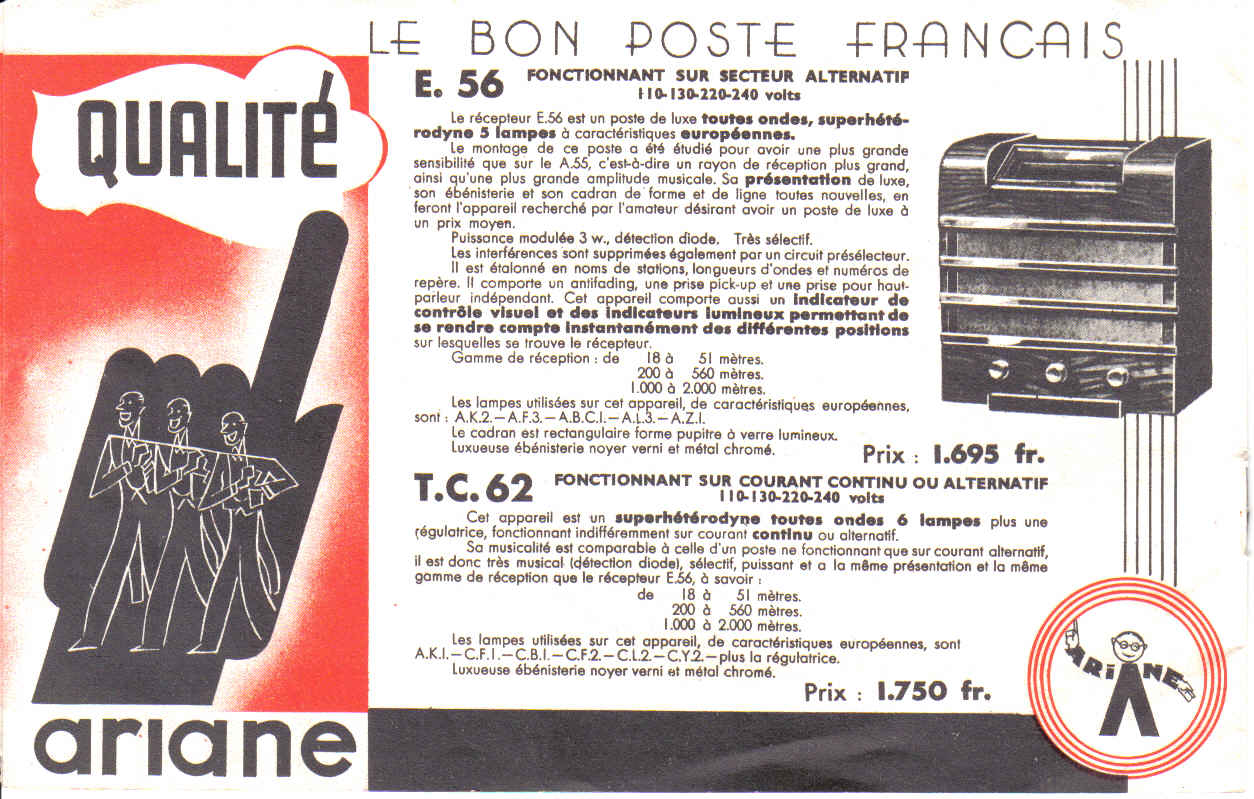 LE BON POSTE FRANCAIS
QUALITÉ
E. 56
FONCTIONNANT SUR SECTEUR ALTERNATIF
110-130-220-240 volts
Le récepteur E.56 est un poste de luxe toutes ondes, superhété-
rodyne 5 lampes à caractéristiques européennes.
Le montage de ce poste a été étudié pour avoir une plus grande
sensibilité que sur le A.55, c'est-à-dire un rayon de réception plus grand,
ainsi qu'une plus grande amplitude musicale. Sa présentation de luxe,
son ébénisterie et son cadran de forme et de ligne toutes nouvelles, en
feront l'appareil recherché par l'amateur désirant avoir un poste de luxe à
un prix moyen.
Puissance modulée 3 w., détection diode. Très sélectif.
Les interférences sont supprimées également par un circuit présélecteur.
Il est étalonné en noms de stations, longueurs d'ondes et numéros de
repère. Il comporte un antifading, une prise pick-up et une prise pour haut-
parleur indépendant. Cet appareil comporte aussi un indicateur de
contrôle visuel et des indicateurs lumineux permettant de
se rendre compte instantanément des différentes positions
sur lesquelles se trouve le récepteur.
Gamme de réception : de 18 à 51 mètres.
200 à 560 mètres.
1.000 à 2.000 mètres.
Les lampes utilisées sur cet appareil, de caractéristiques européennes,
sont : A.K.2.—A.F.3.—A.B.C.I.—A.L.3.—A.Z.I.
Le cadran est rectangulaire forme pupitre à verre lumineux.
Luxueuse ébénisterie noyer verni et métal chromé.
Prix : 1.695 fr.
T.C. 62
FONCTIONNANT SUR COURANT CONTINU OU ALTERNATIF
110-130-220-240 volts
Cet appareil est un superhétérodyne toutes ondes 6 lampes plus une
régulatrice, fonctionnant indifféremment sur courant continu ou alternatif.
Sa musicalité est comparable à celle d'un poste ne fonctionnant que sur courant alternatif,
il est donc très musical (détection diode), sélectif, puissant et a la même présentation et la même
gamme de réception que le récepteur E.56, à savoir :
de 18 à 51 mètres.
200 à 560 mètres.
1.000 à 2.000 mètres.
Les lampes utilisées sur cet appareil, de caractéristiques européennes, sont
A.K.I.—C.F.I.—C.B.I.—C.F.2.—C.L.2.—C.Y.2.—plus la régulatrice.
Luxueuse ébénisterie noyer verni et métal chromé.
Prix : 1.750 fr.
ariane
ARIANE